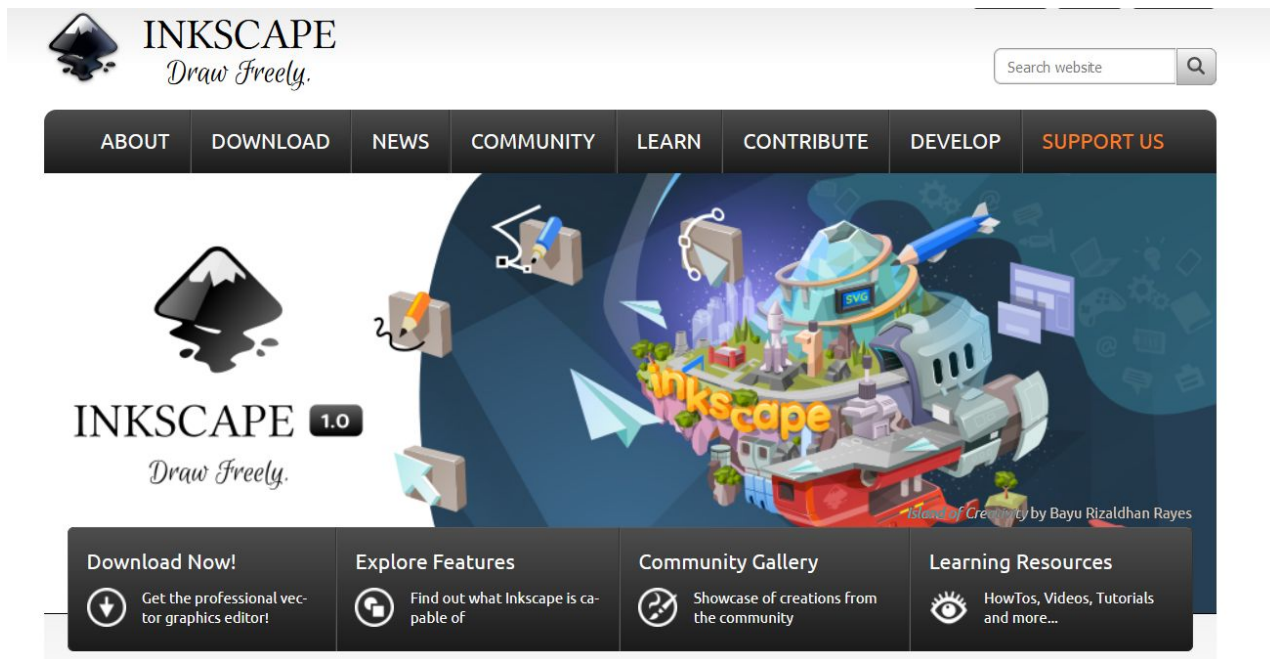 INKSCAPE
Draw Freely.
Search website
ABOUT DOWNLOAD NEWS COMMUNITY LEARN CONTRIBUTE DEVELOP SUPPORT US
SVG
inkscape
INKSCAPE 1.0
Draw Freely.
Island of Creativity by Bayu Rizaldhan Rayes
Download Now!
Get the professional vec-
tor graphics editor!
Explore Features
Find out what Inkscape is ca-
pable of
Community Gallery
Showcase of creations from
the community
Learning Resources
HowTos, Videos, Tutorials
and more...